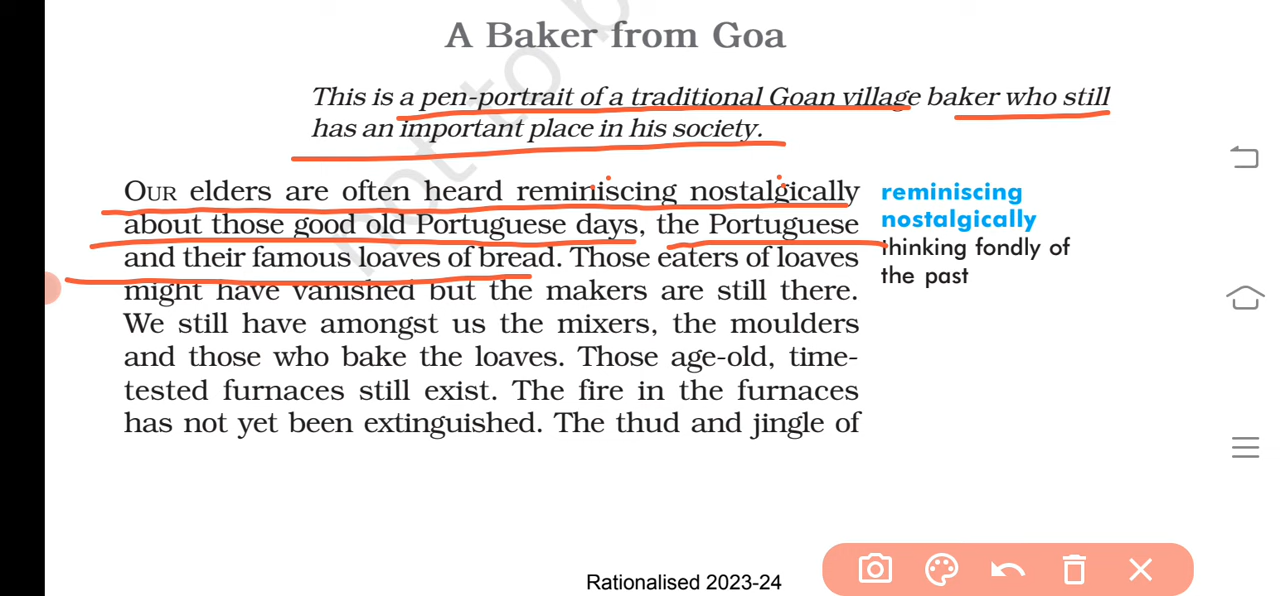 A Baker from Goa
This is a pen-portrait of a traditional Goan village baker who still
has an important place in his society.
OUR elders are often heard reminiscing nostalgically
about those good old Portuguese days, the Portuguese
and their famous loaves of bread. Those eaters of loaves
might have vanished but the makers are still there.
We still have amongst us the mixers, the moulders
and those who bake the loaves. Those age-old, time-
tested furnaces still exist. The fire in the furnaces
has not yet been extinguished. The thud and jingle of
reminiscing
nostalgically
thinking fondly of
the past
not to b
Rationalised 2023-24